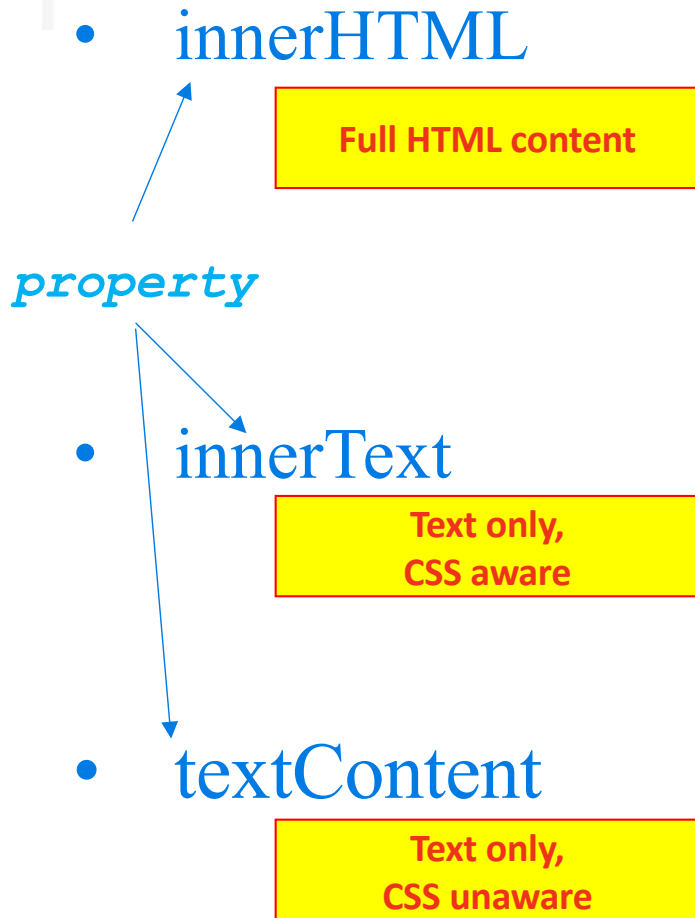 • innerHTML
Full HTML content
property
• innerText
Text only,
CSS aware
• textContent
Text only,
CSS unaware